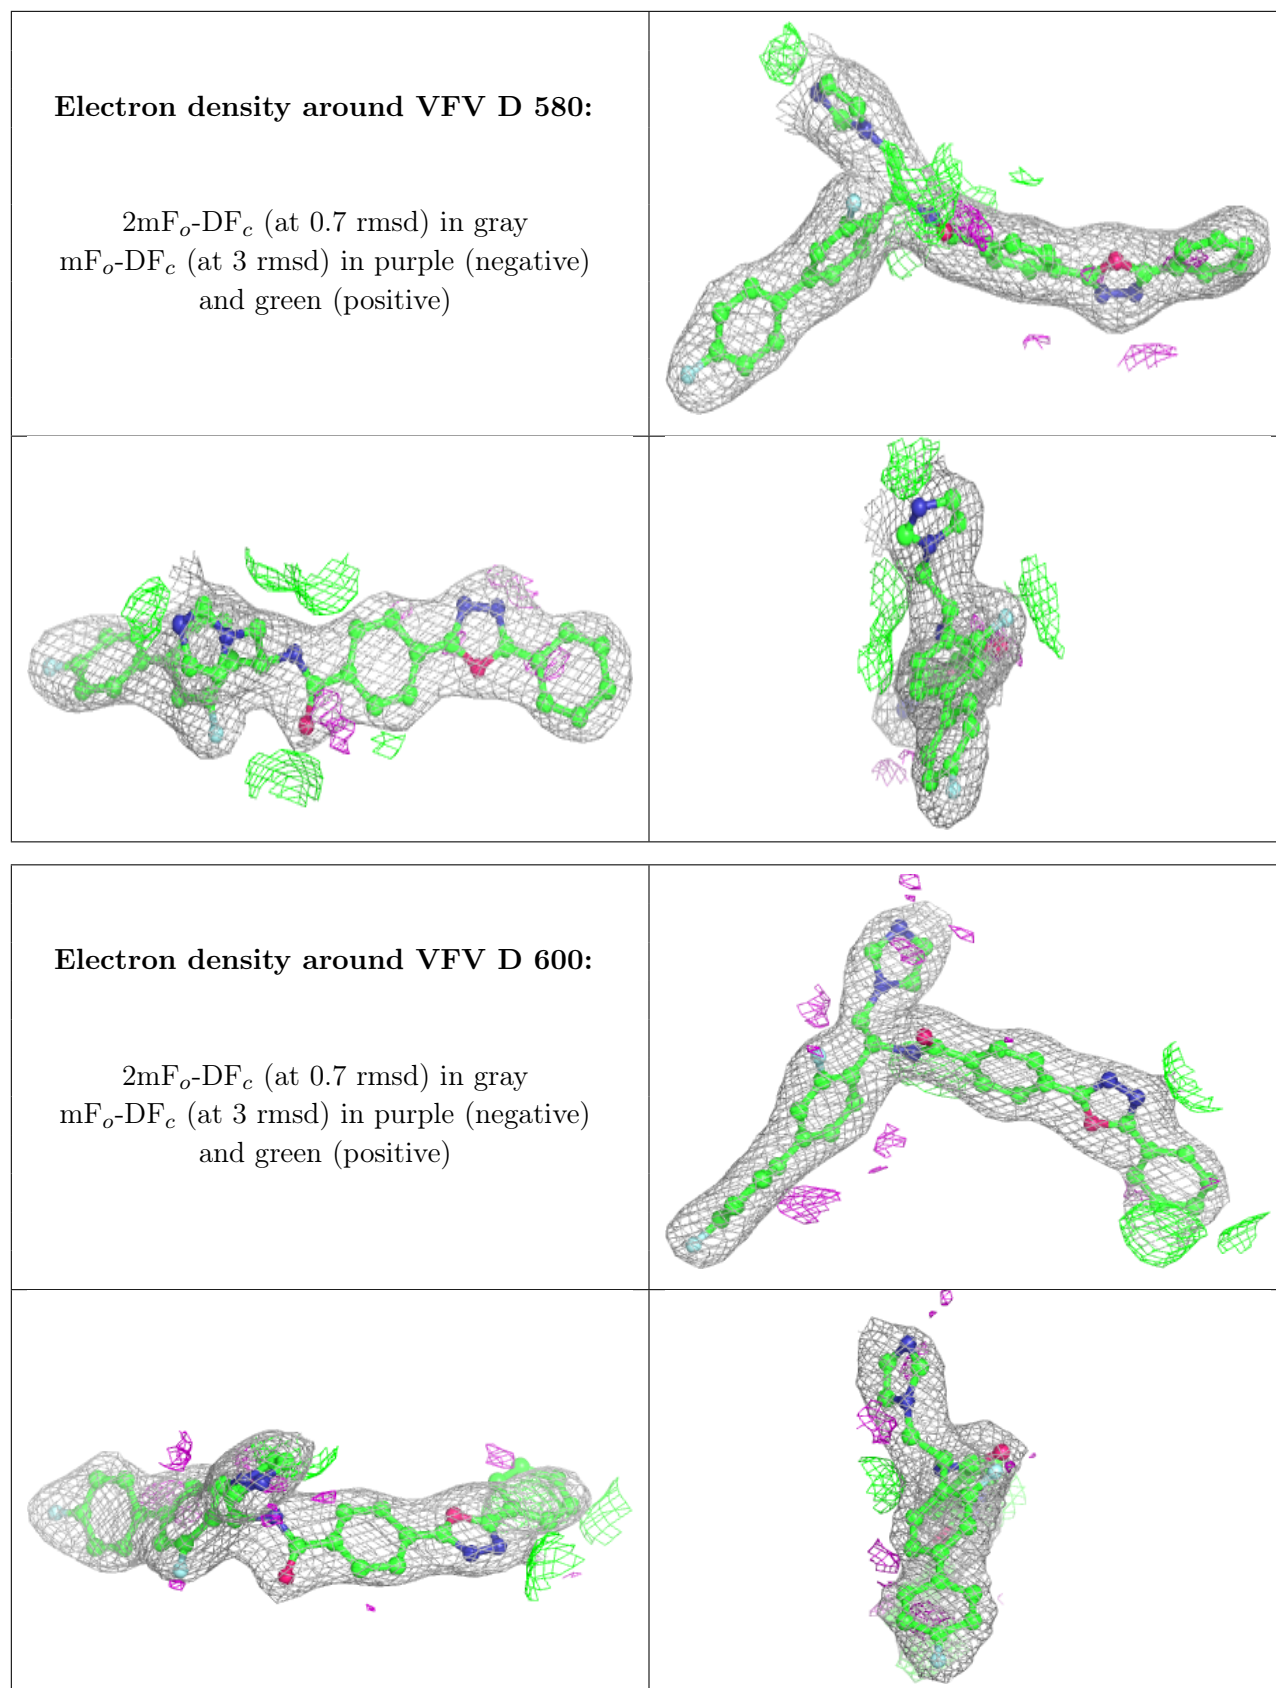 Electron density around VFV D 580:
2mFo-DFc (at 0.7 rmsd) in gray
mFo-DFc (at 3 rmsd) in purple (negative)
and green (positive)
Electron density around VFV D 600:
2mFo-DFc (at 0.7 rmsd) in gray
mFo-DFc (at 3 rmsd) in purple (negative)
and green (positive)